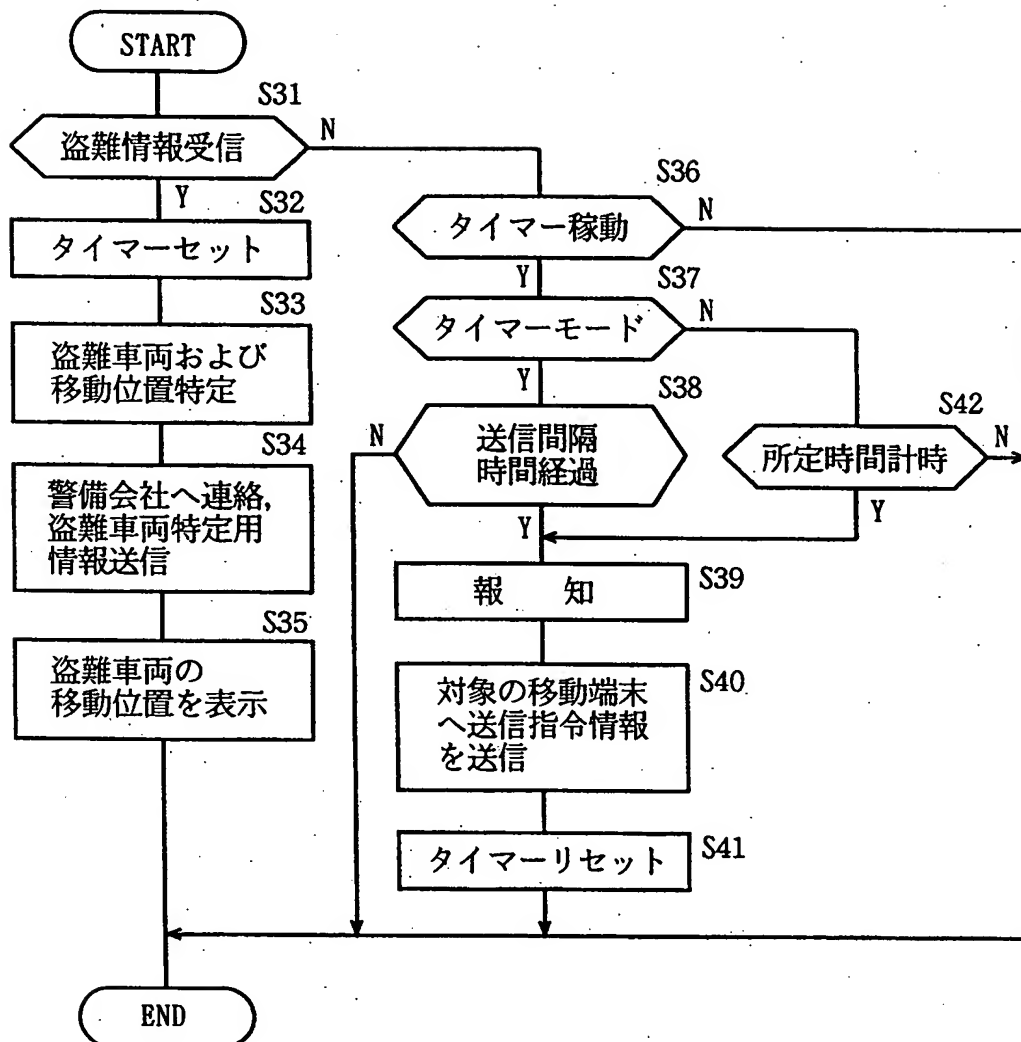 START
S31
盗難情報受信
N
Y
S32
タイマーセット
S33
盗難車両および
移動位置特定
S34
警備会社へ連絡,
盗難車両特定用
情報送信
S35
盗難車両の
移動位置を表示
END
S36
タイマー稼動
N
Y
S37
タイマーモード
N
Y
S38
送信間隔
時間経過
N
Y
S42
所定時間計時
N
Y
報 知
S39
対象の移動端末
へ送信指令情報
を送信
S40
タイマーリセット
S41